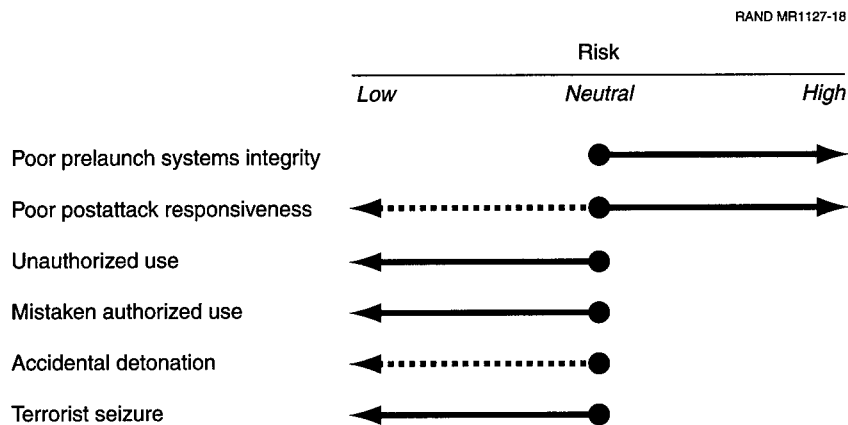 RAND MR1127-18
Risk
Low Neutral High
Poor prelaunch systems integrity
Poor postattack responsiveness
Unauthorized use
Mistaken authorized use
Accidental detonation
Terrorist seizure